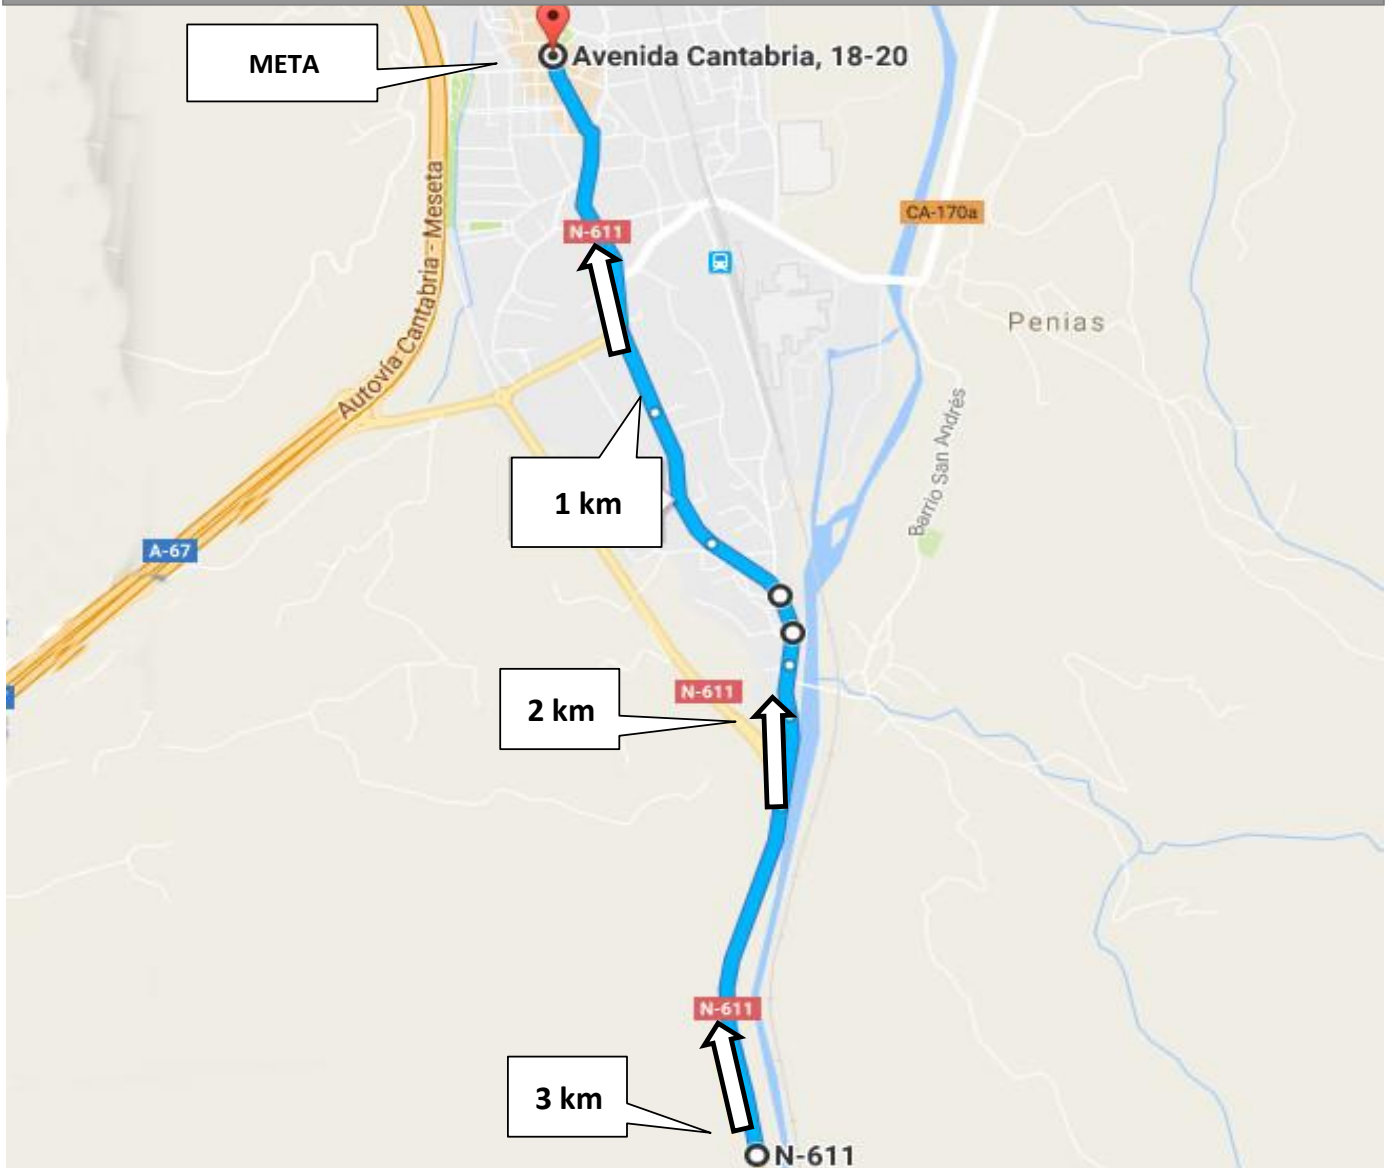 META
Avenida Cantabria, 18-20
N-611
CA-170a
Autovía Cantabria - Meseta
Penias
Barrio San Andrés
1 km
A-67
N-611
2 km
N-611
3 km
N-611